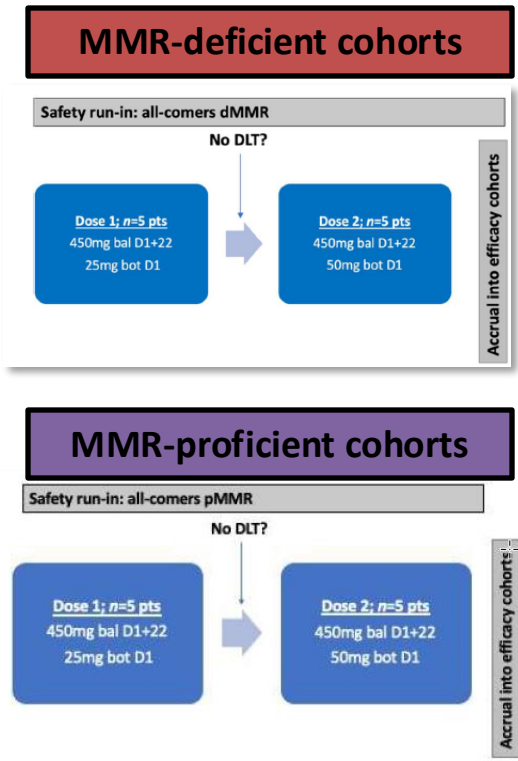 MMR-deficient cohorts
Safety run-in: all-comers dMMR
No DLT?
Dose 1; n=5 pts
450mg bal D1+22
25mg bot D1
Dose 2; n=5 pts
450mg bal D1+22
50mg bot D1
Accrual into efficacy cohorts
MMR-proficient cohorts
Safety run-in: all-comers pMMR
No DLT?
Dose 1; n=5 pts
450mg bal D1+22
25mg bot D1
Dose 2; n=5 pts
450mg bal D1+22
50mg bot D1
Accrual into efficacy cohorts